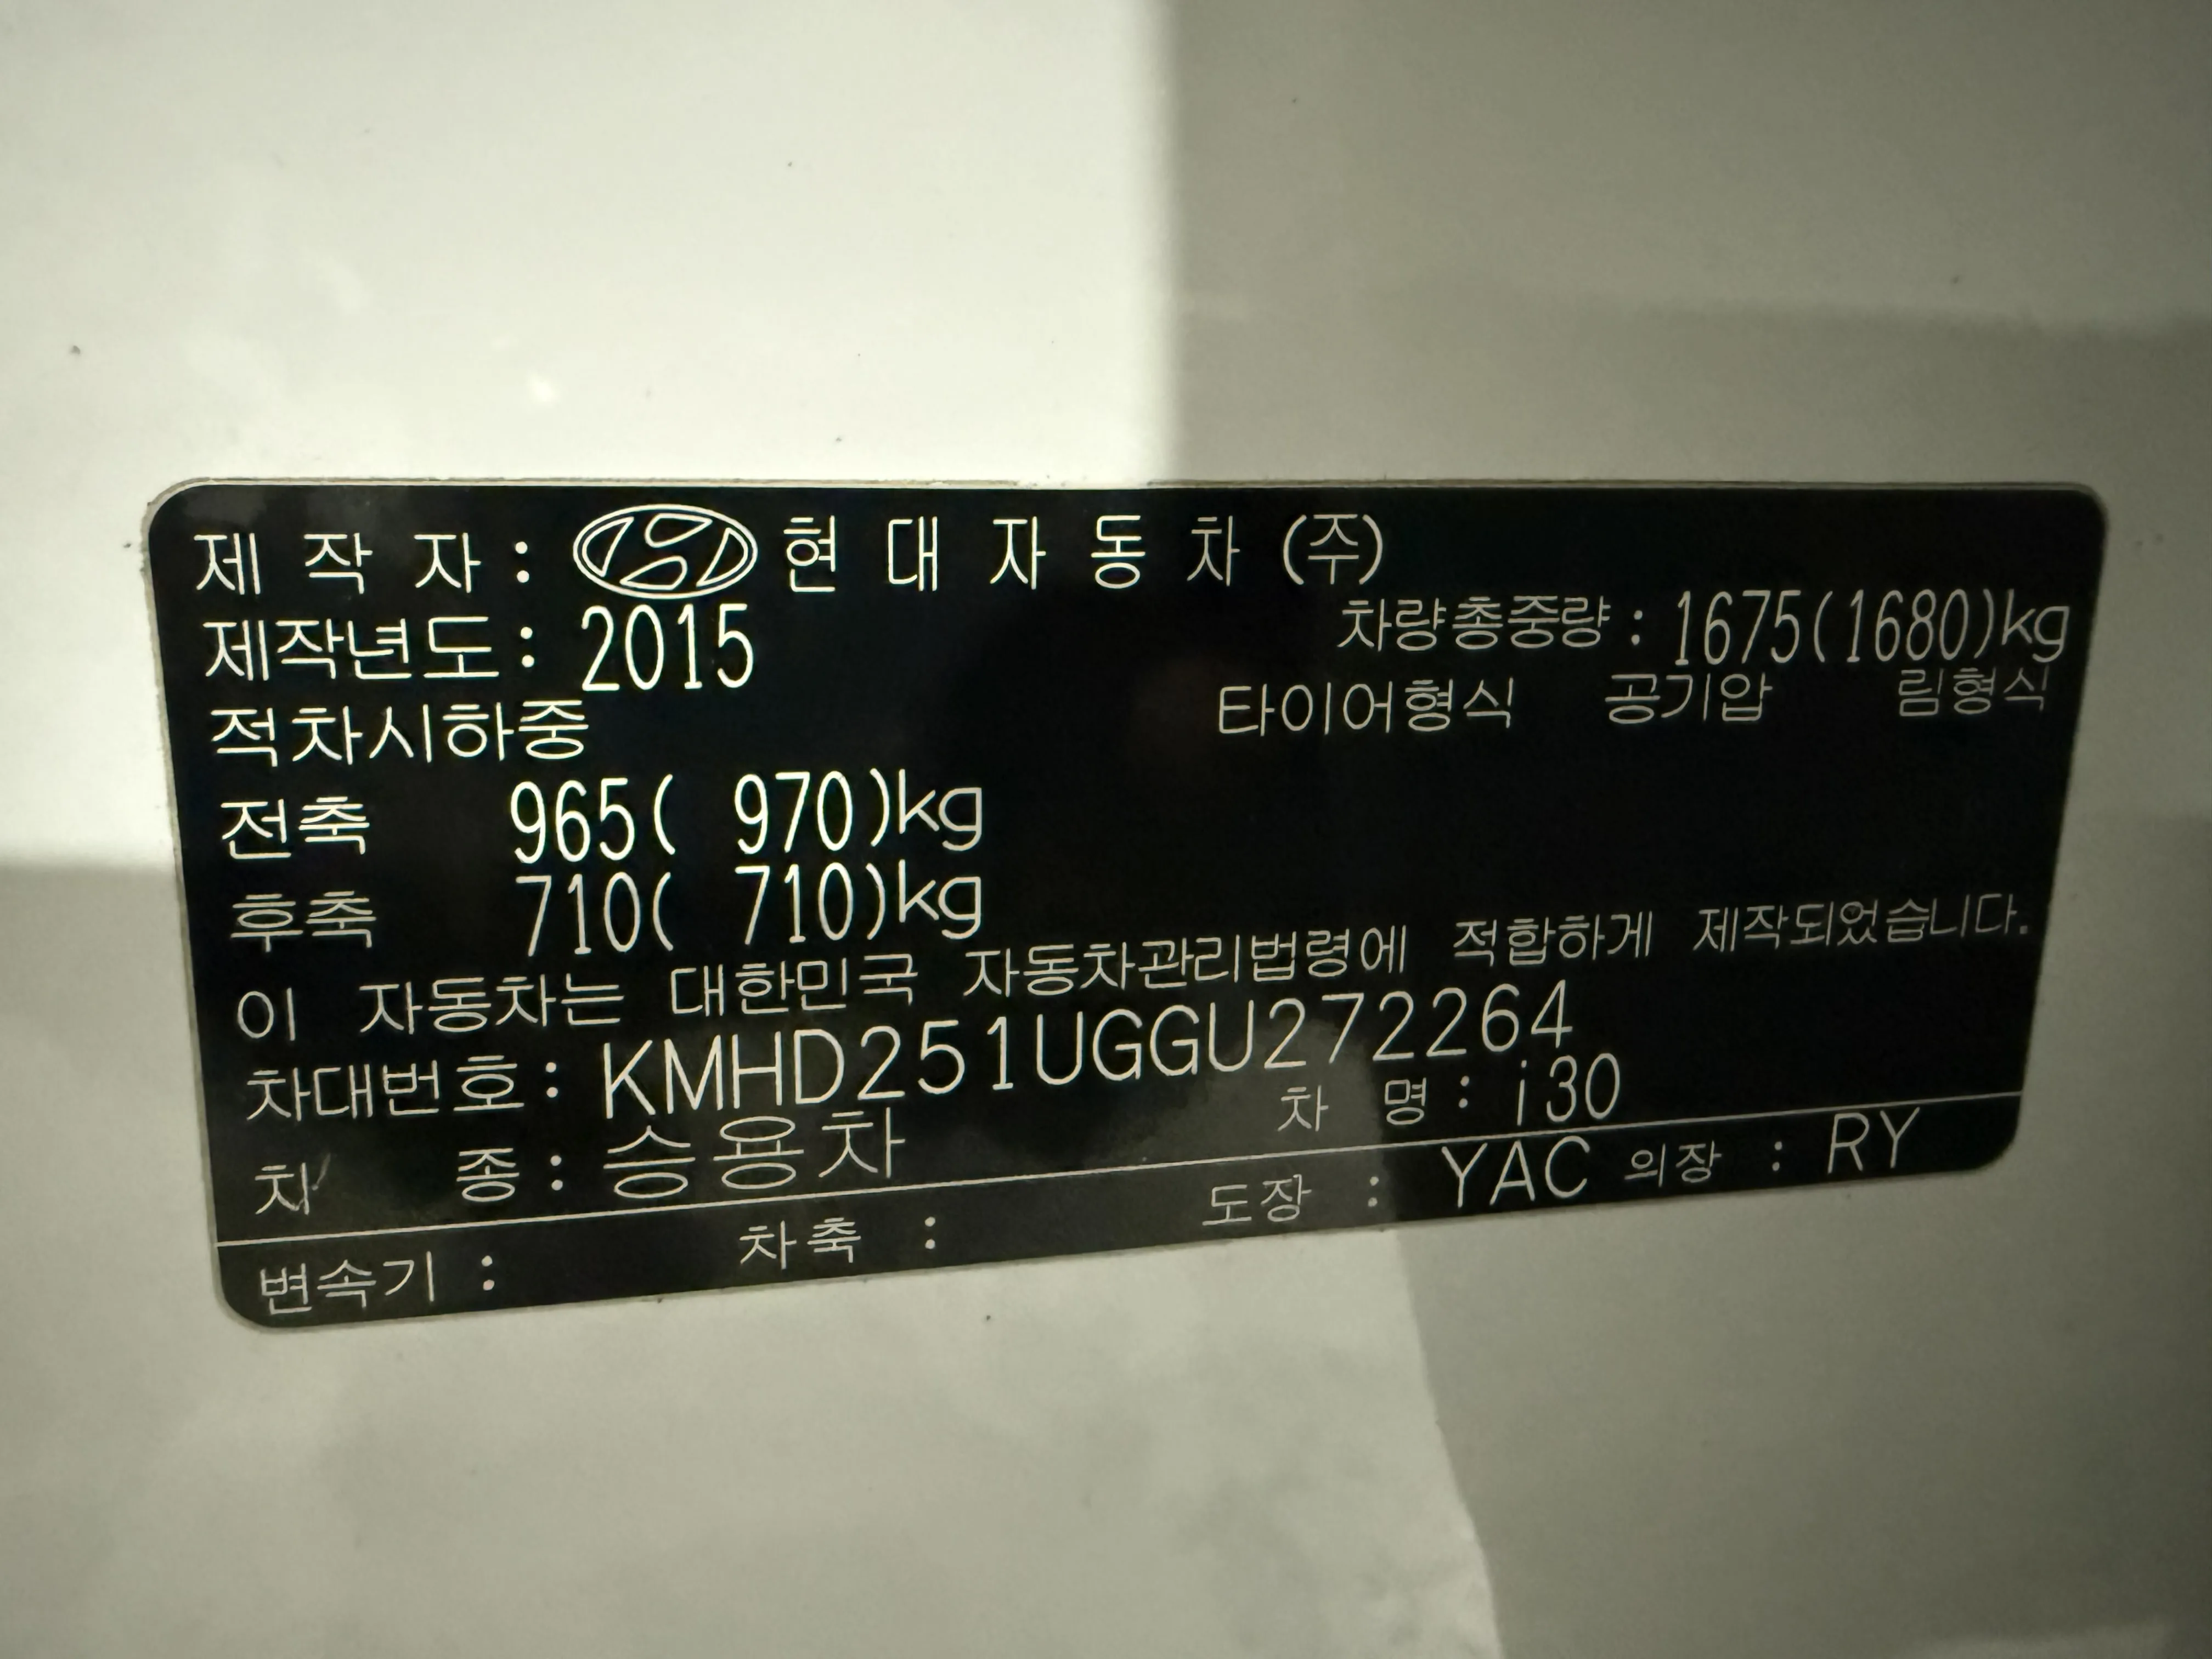 제 작 자 : 현 대 자 동 차 (주)
제작년도 : 2015 차량총중량 : 1675(1680)kg
적차시하중 타이어형식 공기압 림형식
전축 965( 970)kg
후축 710( 710)kg
이 자동차는 대한민국 자동차관리법령에 적합하게 제작되었습니다.
차대번호 : KMHD251UGGU272264
차 종 : 승용차 차 명 : i30
변속기 : 차축 : 도장 : YAC 의장 : RY